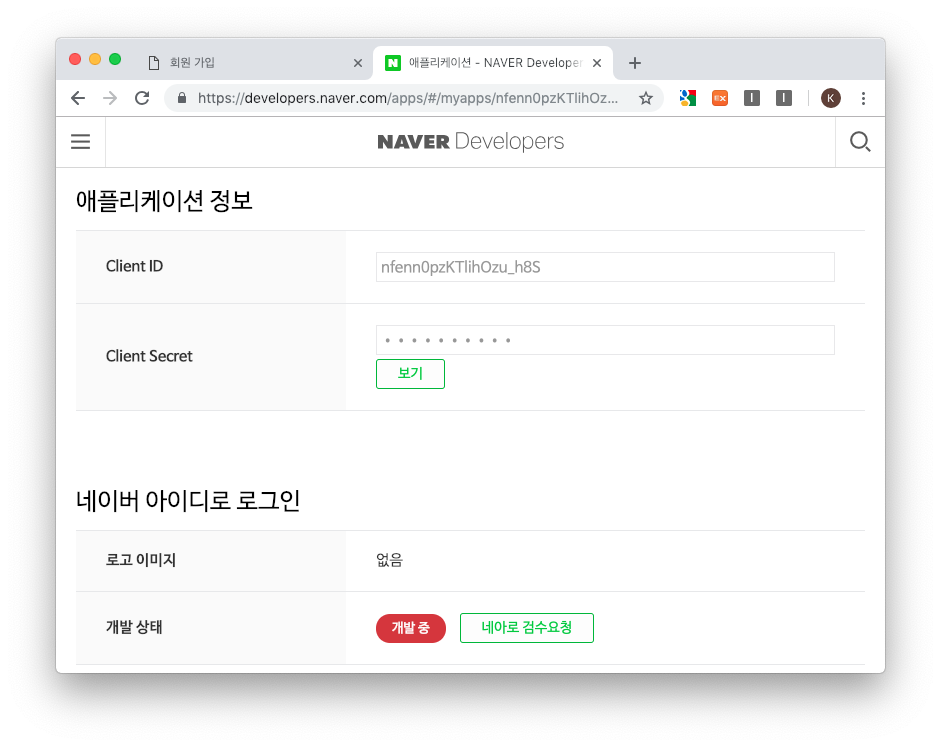 회원 가입
애플리케이션 - NAVER Developer
https://developers.naver.com/apps/#/myapps/nfenn0pzKTlihOz...
EX
K
NAVER Developers
애플리케이션 정보
Client ID
nfenn0pzKTlihOzu_h8S
Client Secret
보기
네이버 아이디로 로그인
로고 이미지
없음
개발 상태
개발 중
네아로 검수요청